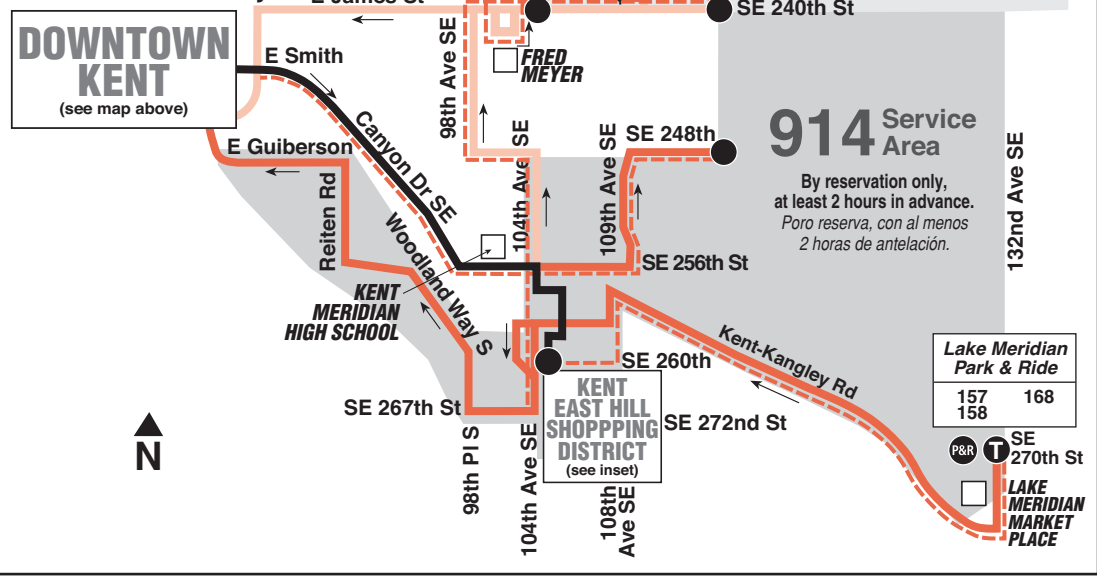 E James St
SE 240th St
DOWNTOWN
KENT
(see map above)
E Smith
98th Ave SE
FRED
MEYER
Canyon Dr SE
104th Ave SE
109th Ave SE
SE 248th
914 Service
Area
By reservation only,
at least 2 hours in advance.
Poro reserva, con al menos
2 horas de antelación.
132nd Ave SE
E Guiberson
Reiten Rd
Woodland Way S
SE 256th St
KENT
MERIDIAN
HIGH SCHOOL
Kent-Kangley Rd
SE 260th
Lake Meridian
Park & Ride
157 168
158
KENT
EAST HILL
SHOPPPING
DISTRICT
(see inset)
SE 267th St
SE 272nd St
98th Pl S
104th Ave SE
108th
Ave SE
P&R
T
SE
270th St
LAKE
MERIDIAN
MARKET
PLACE
N